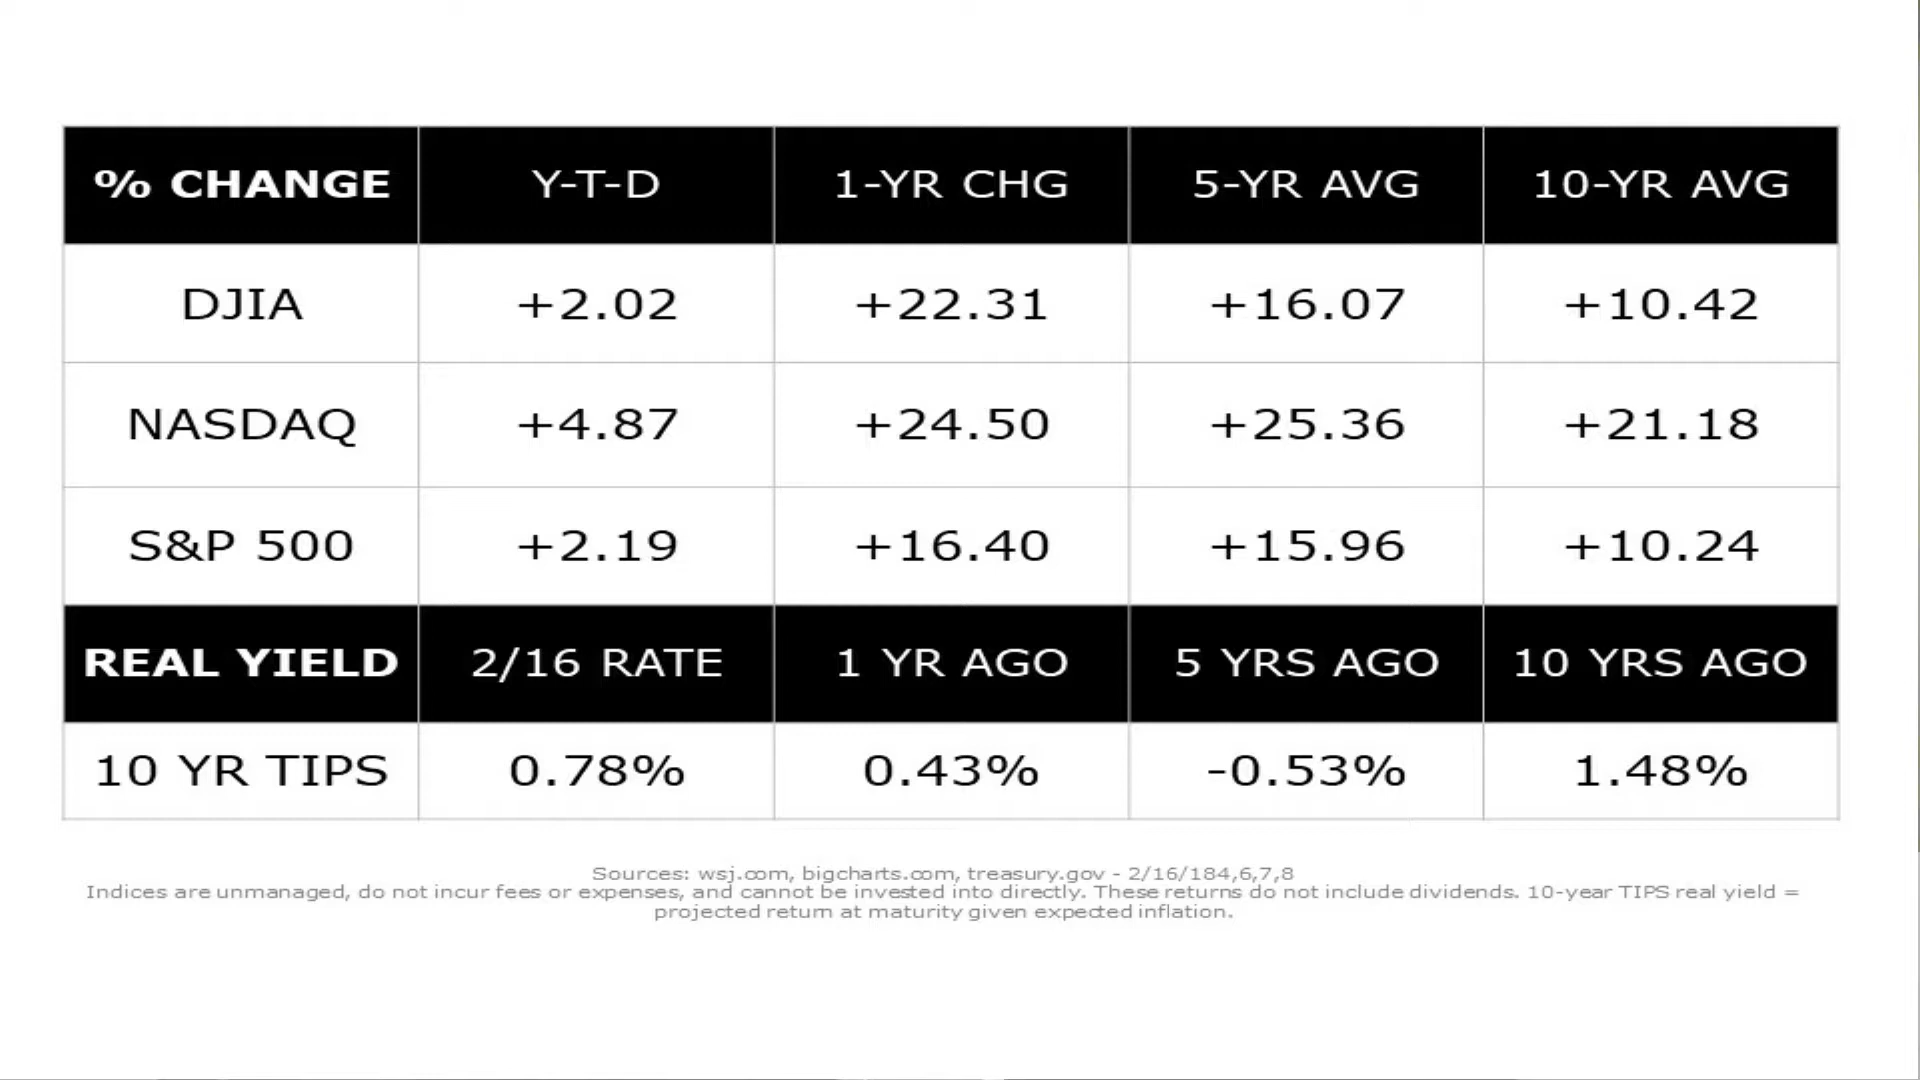 % CHANGE Y-T-D 1-YR CHG 5-YR AVG 10-YR AVG
DJIA +2.02 +22.31 +16.07 +10.42
NASDAQ +4.87 +24.50 +25.36 +21.18
S&P 500 +2.19 +16.40 +15.96 +10.24
REAL YIELD 2/16 RATE 1 YR AGO 5 YRS AGO 10 YRS AGO
10 YR TIPS 0.78% 0.43% -0.53% 1.48%
Sources: wsj.com, bigcharts.com, treasury.gov - 2/16/184,6,7,8
Indices are unmanaged, do not incur fees or expenses, and cannot be invested into directly. These returns do not include dividends. 10-year TIPS real yield =
projected return at maturity given expected inflation.